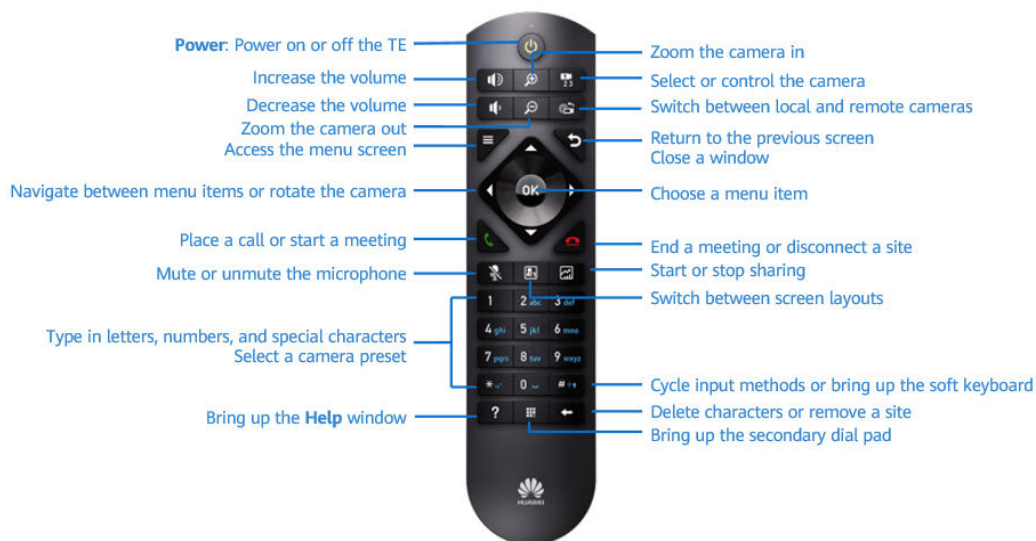 Power: Power on or off the TE
Zoom the camera in
Increase the volume
Select or control the camera
Decrease the volume
Switch between local and remote cameras
Zoom the camera out
Access the menu screen
Return to the previous screen
Close a window
Navigate between menu items or rotate the camera
OK
Choose a menu item
Place a call or start a meeting
End a meeting or disconnect a site
Mute or unmute the microphone
Start or stop sharing
Switch between screen layouts
1 2 abc 3 def
4 ghi 5 jkl 6 mno
7 pqrs 8 tuv 9 wxyz
* 0 #
Type in letters, numbers, and special characters
Select a camera preset
Cycle input methods or bring up the soft keyboard
?
Bring up the Help window
Delete characters or remove a site
Bring up the secondary dial pad
HUAWEI